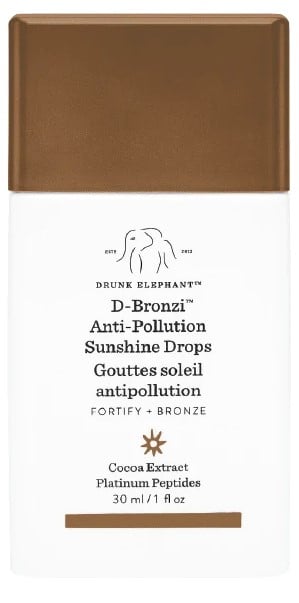 ESTD 2012
DRUNK ELEPHANT™
D-Bronzi™
Anti-Pollution
Sunshine Drops
Gouttes soleil
antipollution
FORTIFY + BRONZE
Cocoa Extract
Platinum Peptides
30 ml / 1 fl oz